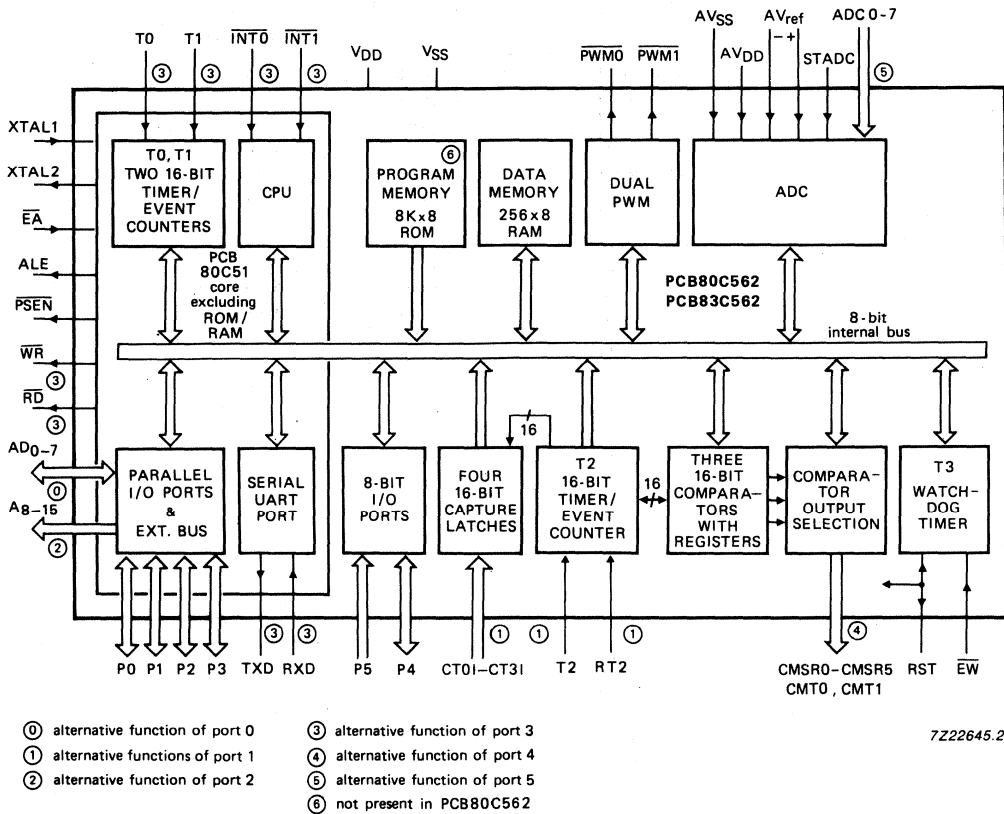 AVSS
AVref
ADC 0-7
T0
T1
INT0
INT1
VDD
VSS
PWM0
PWM1
- +
AVDD
STADC
③
③
③
③
⑤
XTAL1
XTAL2
EA
ALE
PSEN
WR
③
RD
③
AD0-7
⓪
A8-15
②
T0, T1
TWO 16-BIT
TIMER/
EVENT
COUNTERS
CPU
⑥
PROGRAM
MEMORY
8K x 8
ROM
DATA
MEMORY
256 x 8
RAM
DUAL
PWM
ADC
PCB
80C51
core
excluding
ROM/
RAM
PCB80C562
PCB83C562
8-bit
internal bus
16
16
PARALLEL
I/O PORTS
&
EXT. BUS
SERIAL
UART
PORT
8-BIT
I/O
PORTS
FOUR
16-BIT
CAPTURE
LATCHES
T2
16-BIT
TIMER/
EVENT
COUNTER
THREE
16-BIT
COMPARA-
TORS
WITH
REGISTERS
COMPARA-
TOR
OUTPUT
SELECTION
T3
WATCH-
DOG
TIMER
③
③
①
①
①
④
P0
P1
P2
P3
TXD
RXD
P5
P4
CT0I-CT3I
T2
RT2
CMSR0-CMSR5
CMT0, CMT1
RST
EW
⓪ alternative function of port 0
① alternative functions of port 1
② alternative function of port 2
③ alternative function of port 3
④ alternative function of port 4
⑤ alternative function of port 5
⑥ not present in PCB80C562
7Z22645.2